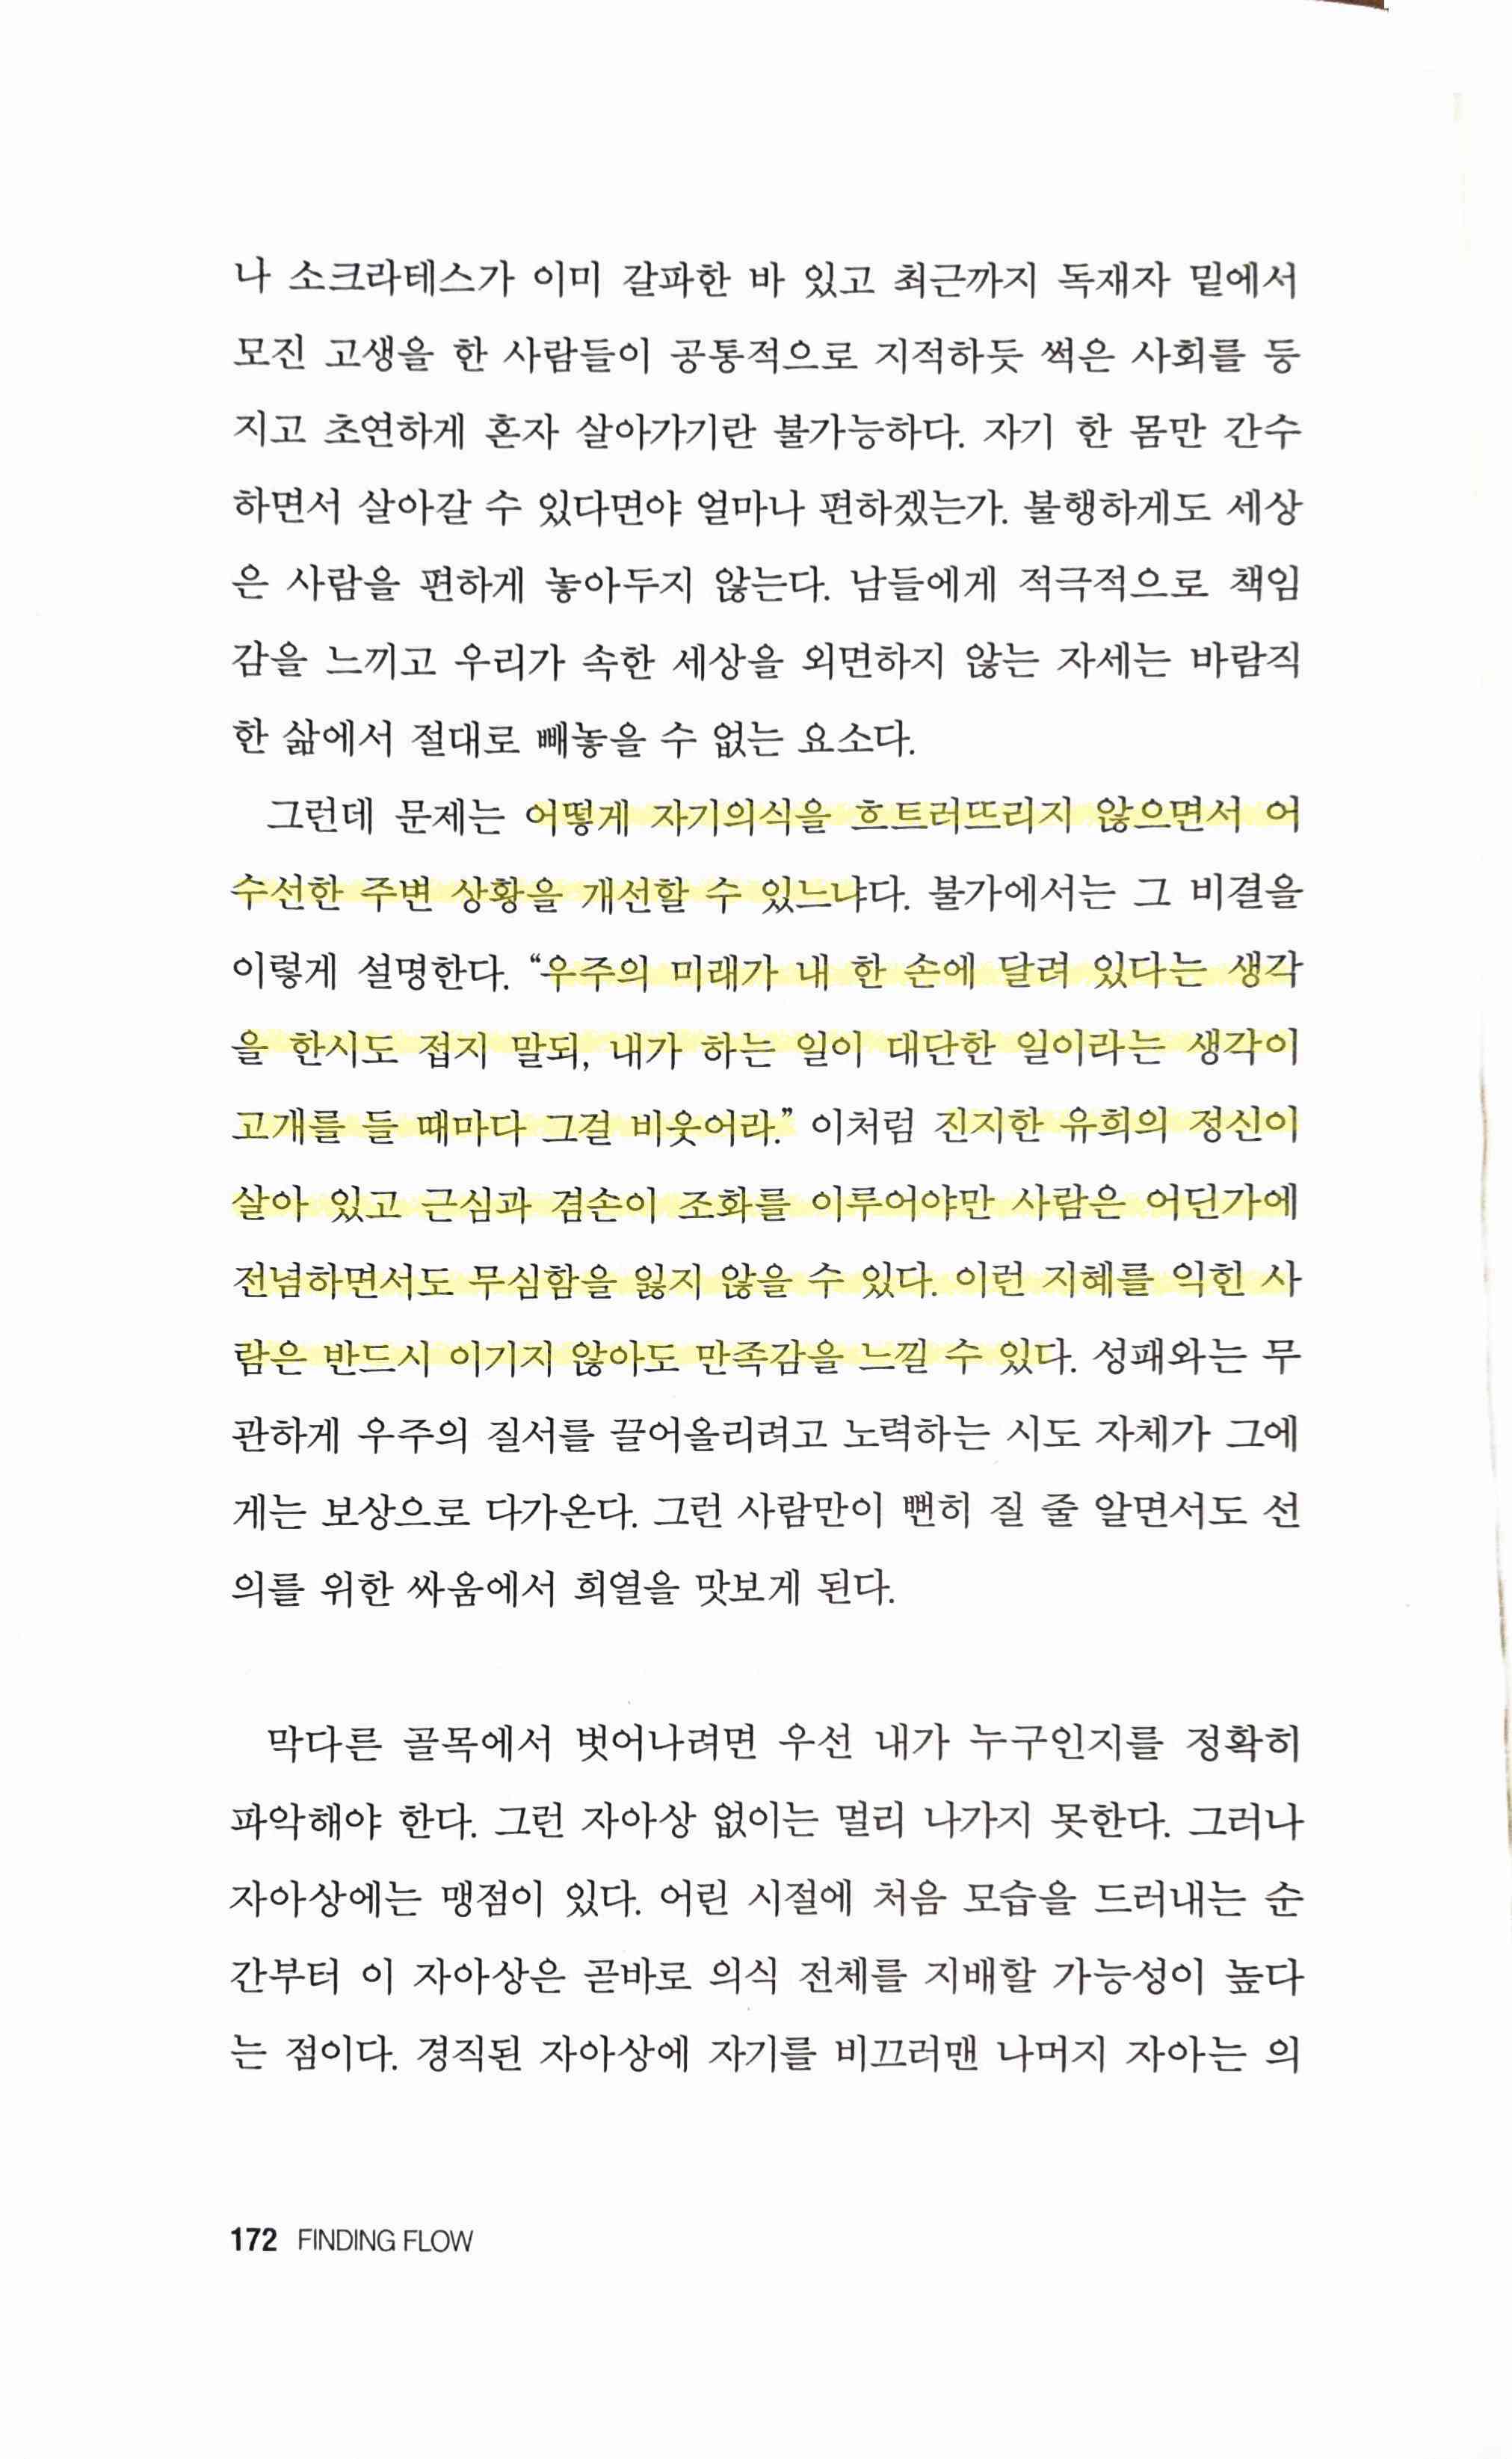 나 소크라테스가 이미 갈파한 바 있고 최근까지 독재자 밑에서
모진 고생을 한 사람들이 공통적으로 지적하듯 썩은 사회를 등
지고 초연하게 혼자 살아가기란 불가능하다. 자기 한 몸만 간수
하면서 살아갈 수 있다면야 얼마나 편하겠는가. 불행하게도 세상
은 사람을 편하게 놓아두지 않는다. 남들에게 적극적으로 책임
감을 느끼고 우리가 속한 세상을 외면하지 않는 자세는 바람직
한 삶에서 절대로 빼놓을 수 없는 요소다.
그런데 문제는 어떻게 자기의식을 흐트러뜨리지 않으면서 어
수선한 주변 상황을 개선할 수 있느냐다. 불가에서는 그 비결을
이렇게 설명한다. “우주의 미래가 내 한 손에 달려 있다는 생각
을 한시도 접지 말되, 내가 하는 일이 대단한 일이라는 생각이
고개를 들 때마다 그걸 비웃어라.” 이처럼 진지한 유희의 정신이
살아 있고 근심과 겸손이 조화를 이루어야만 사람은 어딘가에
전념하면서도 무심함을 잃지 않을 수 있다. 이런 지혜를 익힌 사
람은 반드시 이기지 않아도 만족감을 느낄 수 있다. 성패와는 무
관하게 우주의 질서를 끌어올리려고 노력하는 시도 자체가 그에
게는 보상으로 다가온다. 그런 사람만이 뻔히 질 줄 알면서도 선
의를 위한 싸움에서 희열을 맛보게 된다.
막다른 골목에서 벗어나려면 우선 내가 누구인지를 정확히
파악해야 한다. 그런 자아상 없이는 멀리 나가지 못한다. 그러나
자아상에는 맹점이 있다. 어린 시절에 처음 모습을 드러내는 순
간부터 이 자아상은 곧바로 의식 전체를 지배할 가능성이 높다
는 점이다. 경직된 자아상에 자기를 비끄러맨 나머지 자아는 의
172 FINDING FLOW